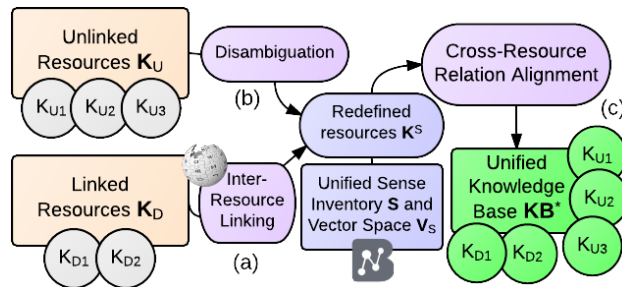 Unlinked
Resources K_U
K_U1 K_U2 K_U3
Disambiguation
(b)
Cross-Resource
Relation Alignment
(c)
Redefined
resources K^S
Linked
Resources K_D
K_D1 K_D2
Inter-
Resource
Linking
(a)
Unified Sense
Inventory S and
Vector Space V_S
Unified
Knowledge
Base KB*
K_U1
K_U2
K_U3
K_D1 K_D2